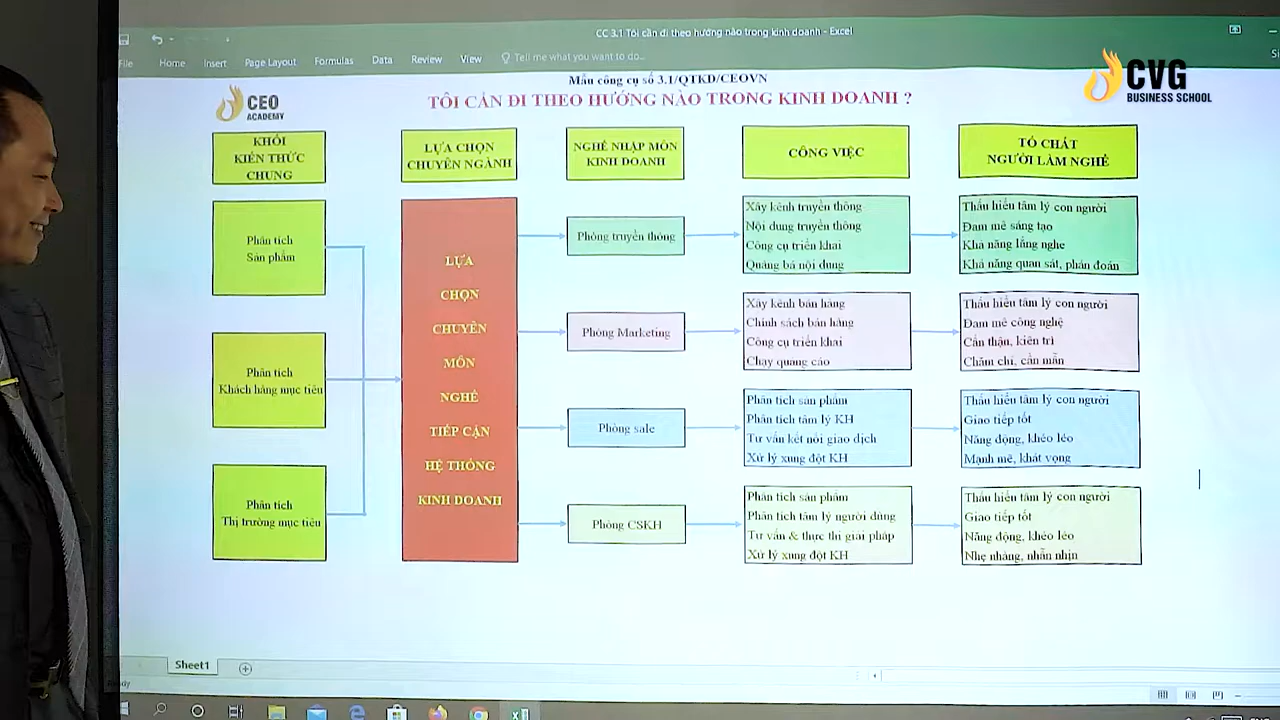 CC 3.1 Tôi cần đi theo hướng nào trong kinh doanh - Excel
File Home Insert Page Layout Formulas Data Review View Tell me what you want to do...
CVG
BUSINESS SCHOOL
CEO
ACADEMY
Mẫu công cụ số 3.1/QTKD/CEOVN
TÔI CẦN ĐI THEO HƯỚNG NÀO TRONG KINH DOANH ?
KHỐI
KIẾN THỨC
CHUNG
LỰA CHỌN
CHUYÊN NGÀNH
NGHỀ NHẬP MÔN
KINH DOANH
CÔNG VIỆC
TỐ CHẤT
NGƯỜI LÀM NGHỀ
Phân tích
Sản phẩm
Phân tích
Khách hàng mục tiêu
Phân tích
Thị trường mục tiêu
LỰA
CHỌN
CHUYÊN
MÔN
NGHỀ
TIẾP CẬN
HỆ THỐNG
KINH DOANH
Phòng truyền thông
Xây kênh truyền thông
Nội dung truyền thông
Công cụ triển khai
Quảng bá nội dung
Thấu hiểu tâm lý con người
Đam mê sáng tạo
Khả năng lắng nghe
Khả năng quan sát, phán đoán
Phòng Marketing
Xây kênh bán hàng
Chính sách bán hàng
Công cụ triển khai
Chạy quảng cáo
Thấu hiểu tâm lý con người
Đam mê công nghệ
Cẩn thận, kiên trì
Chăm chỉ, cần mẫn
Phòng sale
Phân tích sản phẩm
Phân tích tâm lý KH
Tư vấn kết nối giao dịch
Xử lý xung đột KH
Thấu hiểu tâm lý con người
Giao tiếp tốt
Năng động, khéo léo
Mạnh mẽ, khát vọng
Phòng CSKH
Phân tích sản phẩm
Phân tích tâm lý người dùng
Tư vấn & thực thi giải pháp
Xử lý xung đột KH
Thấu hiểu tâm lý con người
Giao tiếp tốt
Năng động, khéo léo
Nhẹ nhàng, nhẫn nhịn
Sheet1